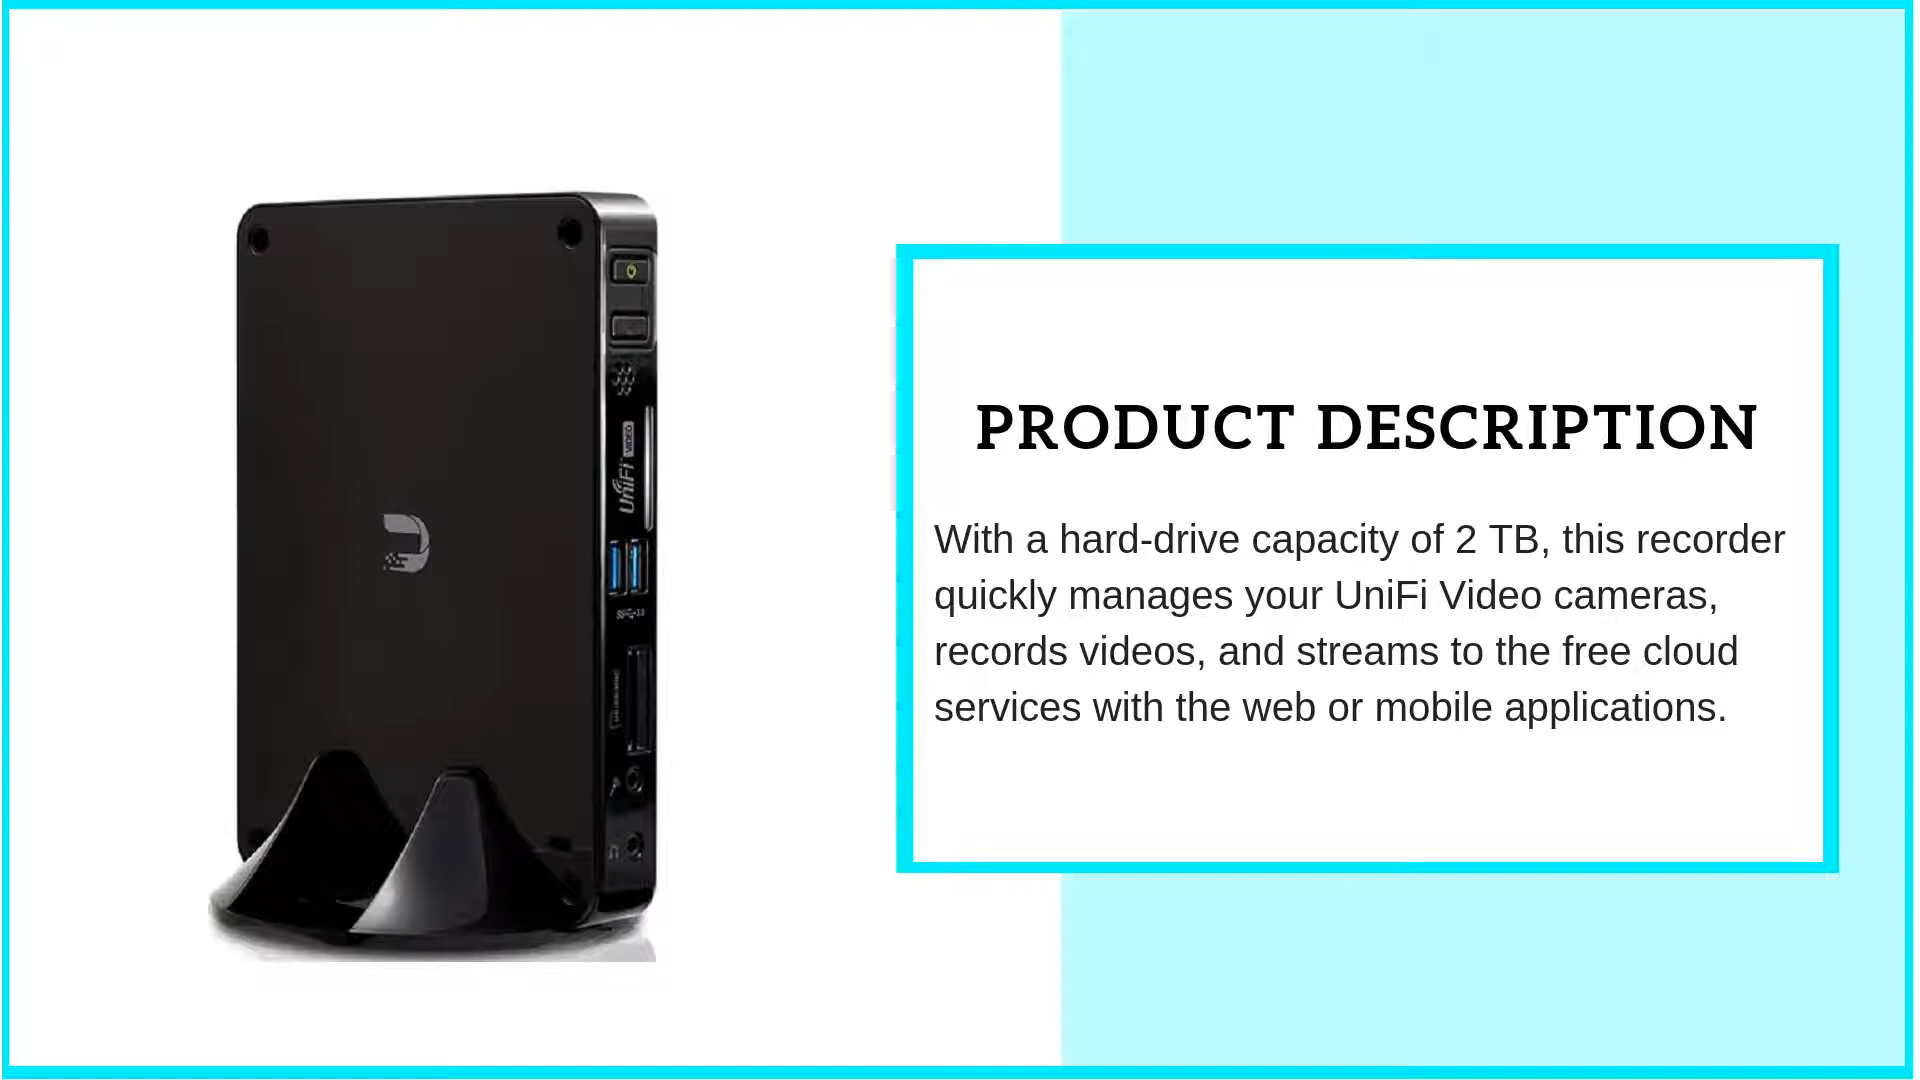 UniFi VIDEO
PRODUCT DESCRIPTION
With a hard-drive capacity of 2 TB, this recorder
quickly manages your UniFi Video cameras,
records videos, and streams to the free cloud
services with the web or mobile applications.